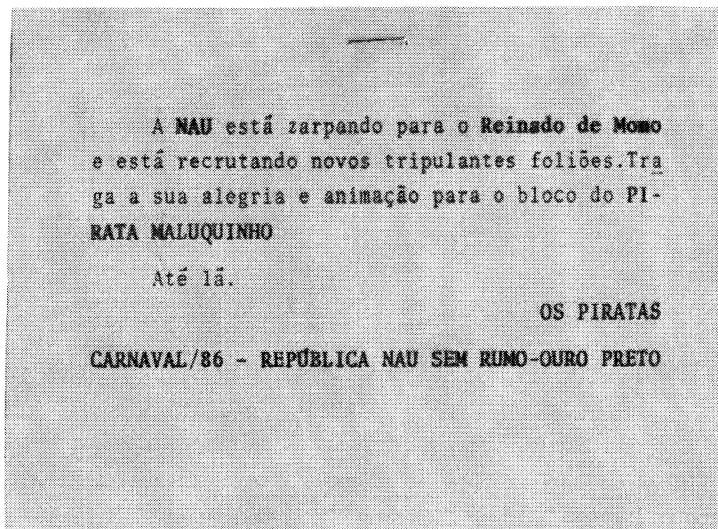 A NAU está zarpando para o Reinado de Momo
e está recrutando novos tripulantes foliões.Tra
ga a sua alegria e animação para o bloco do PI-
RATA MALUQUINHO
Até lá.
OS PIRATAS
CARNAVAL/86 - REPÚBLICA NAU SEM RUMO-OURO PRETO